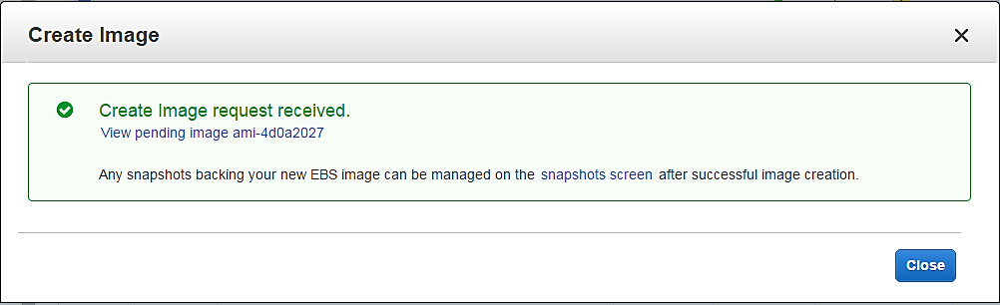 Create Image
Create Image request received.
View pending image ami-4d0a2027
Any snapshots backing your new EBS image can be managed on the snapshots screen after successful image creation.
Close